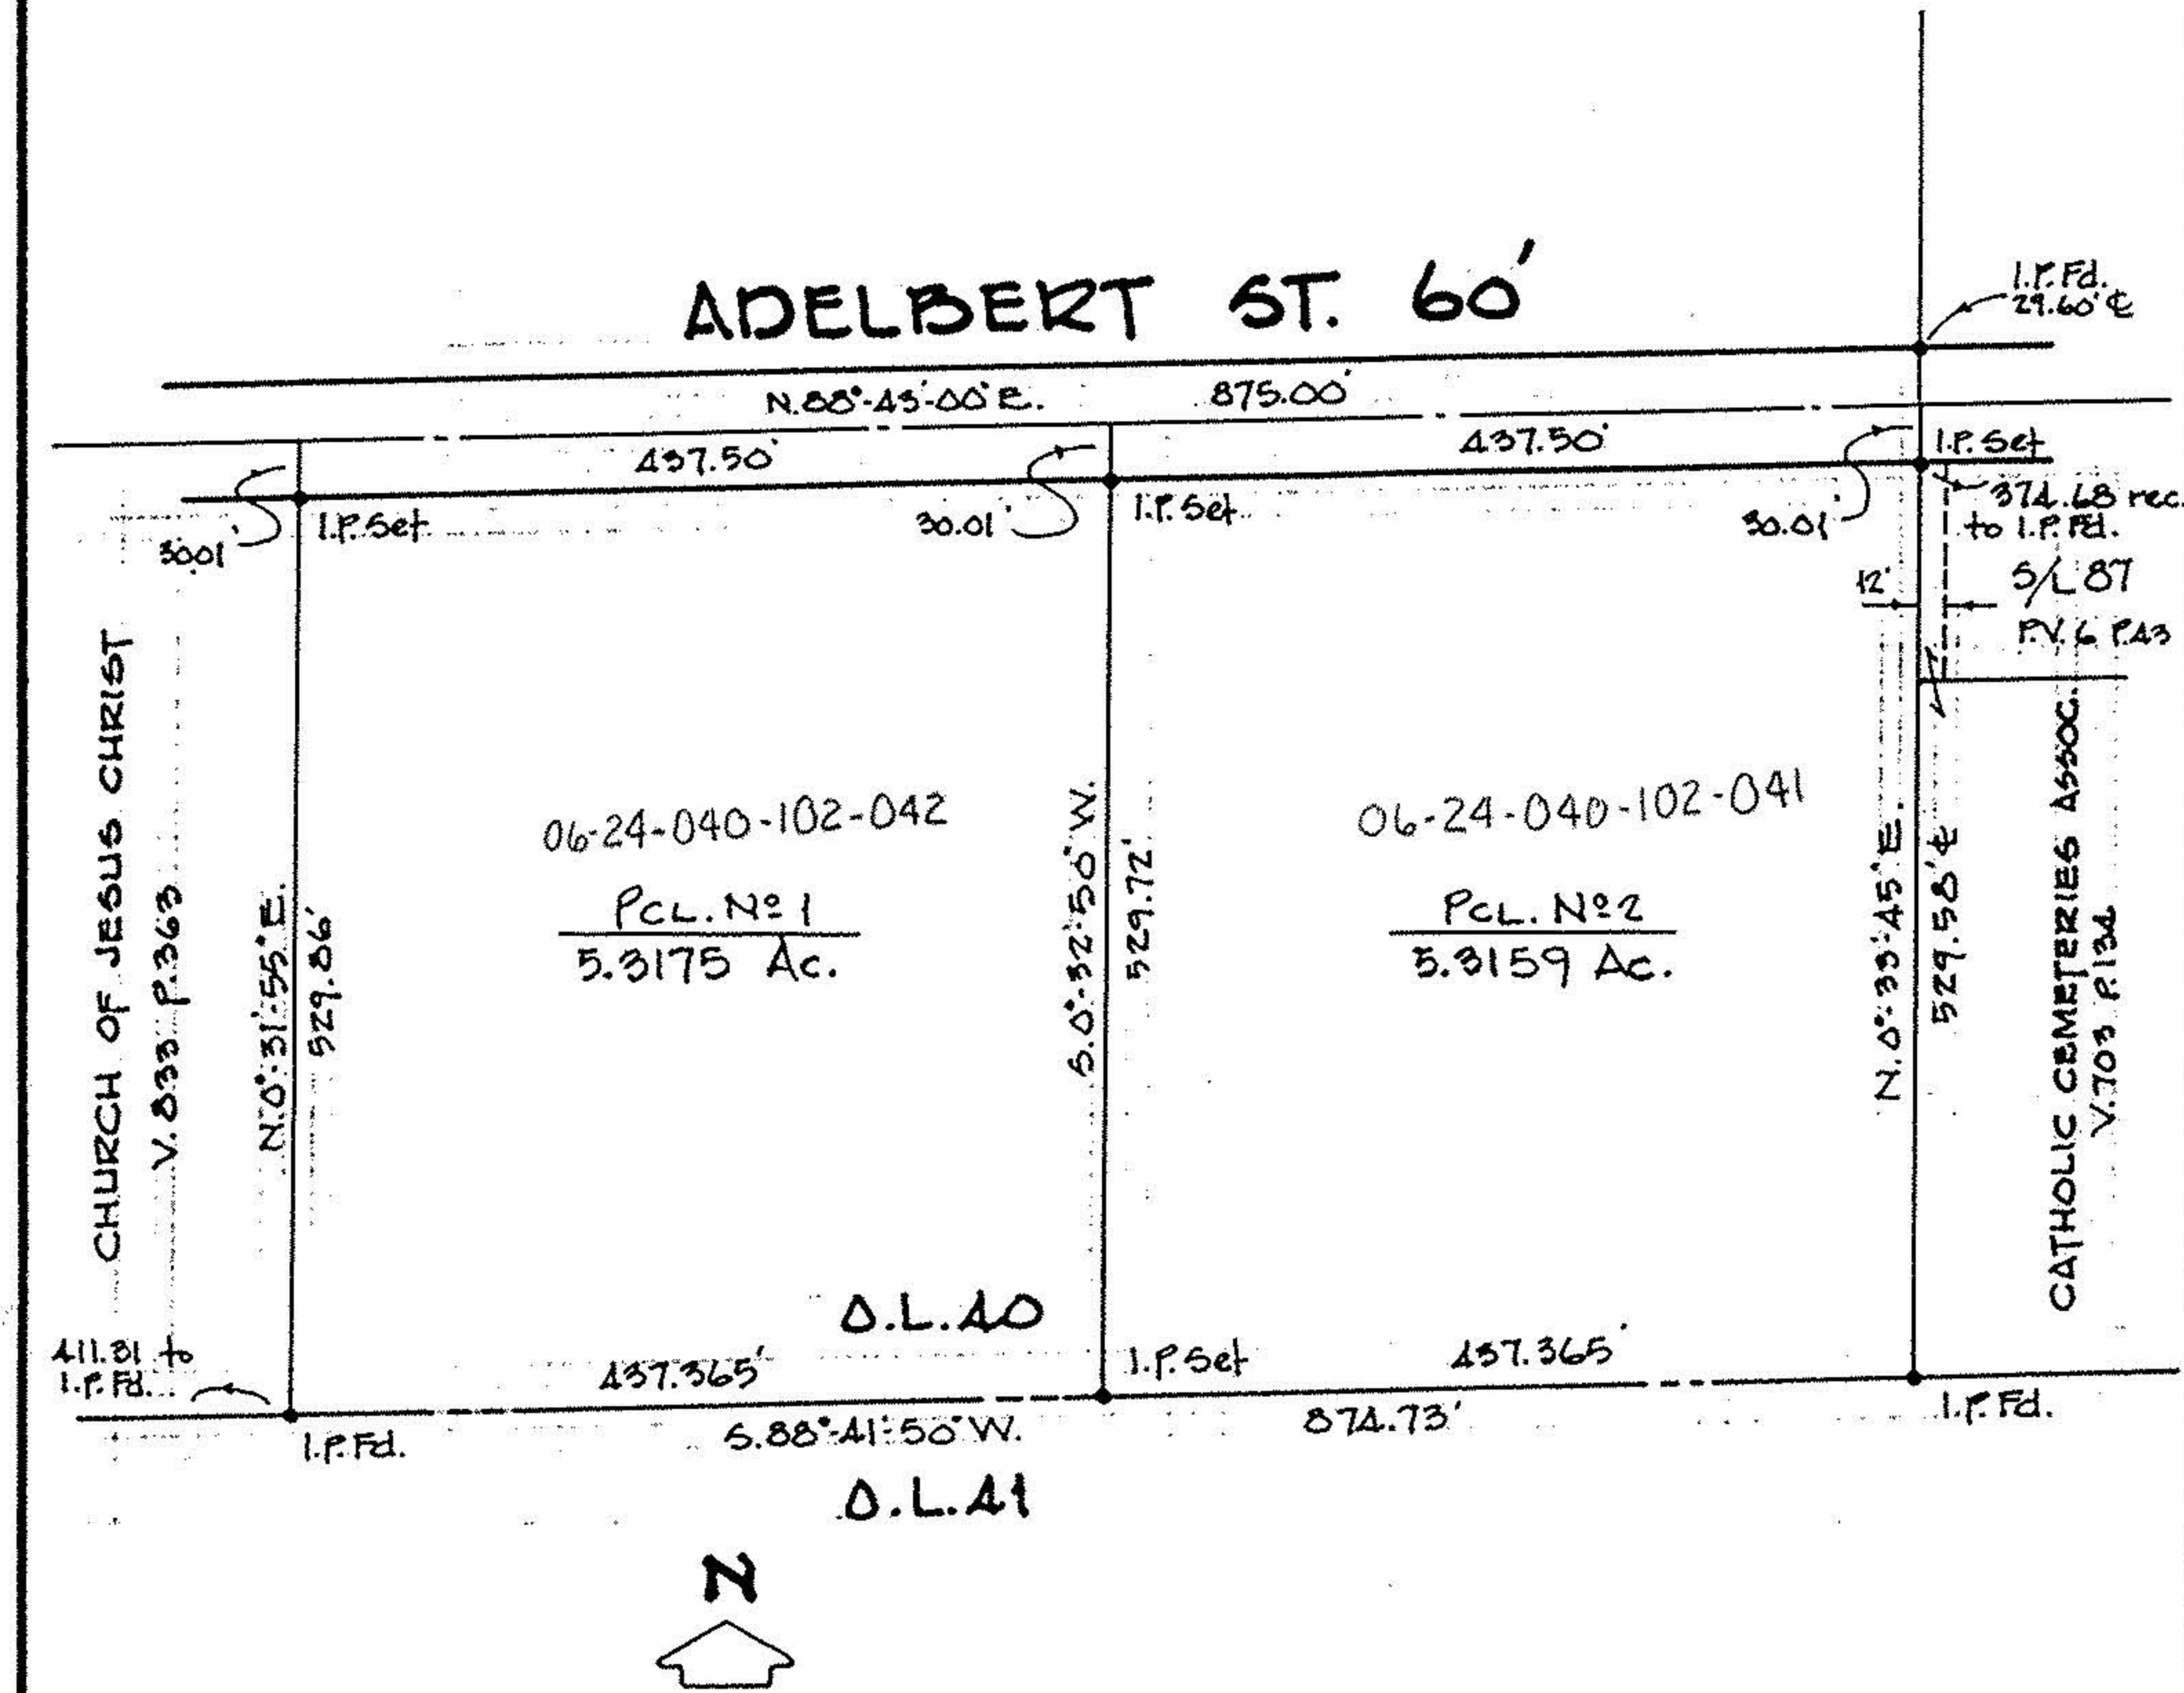 ADELBERT ST. 60'
I.P. Fd.
29.60' ℄
N.88°-43'-00"E. 875.00'
437.50'
437.50'
I.P. Set
30.01'
I.P. Set
30.01'
I.P. Set
30.01'
374.68 rec.
to I.P. Fd.
12'
S/L 87
P.V. 6 P.43
CHURCH OF JESUS CHRIST
V. 833 P. 363
N.0°-31'-55"E.
529.86'
06-24-040-102-042
PCL. Nº 1
5.3175 Ac.
S.0°-32'-50"W.
529.72'
06-24-040-102-041
PCL. Nº 2
5.3159 Ac.
N.0°-33'-45"E.
529.58' ℄
CATHOLIC CEMETERIES ASSOC.
V. 703 P. 134
O.L. 40
411.31 to
I.P. Fd.
437.365'
I.P. Set
437.365'
I.P. Fd.
S.88°-41'-50"W. 874.73'
I.P. Fd.
O.L. 41
N